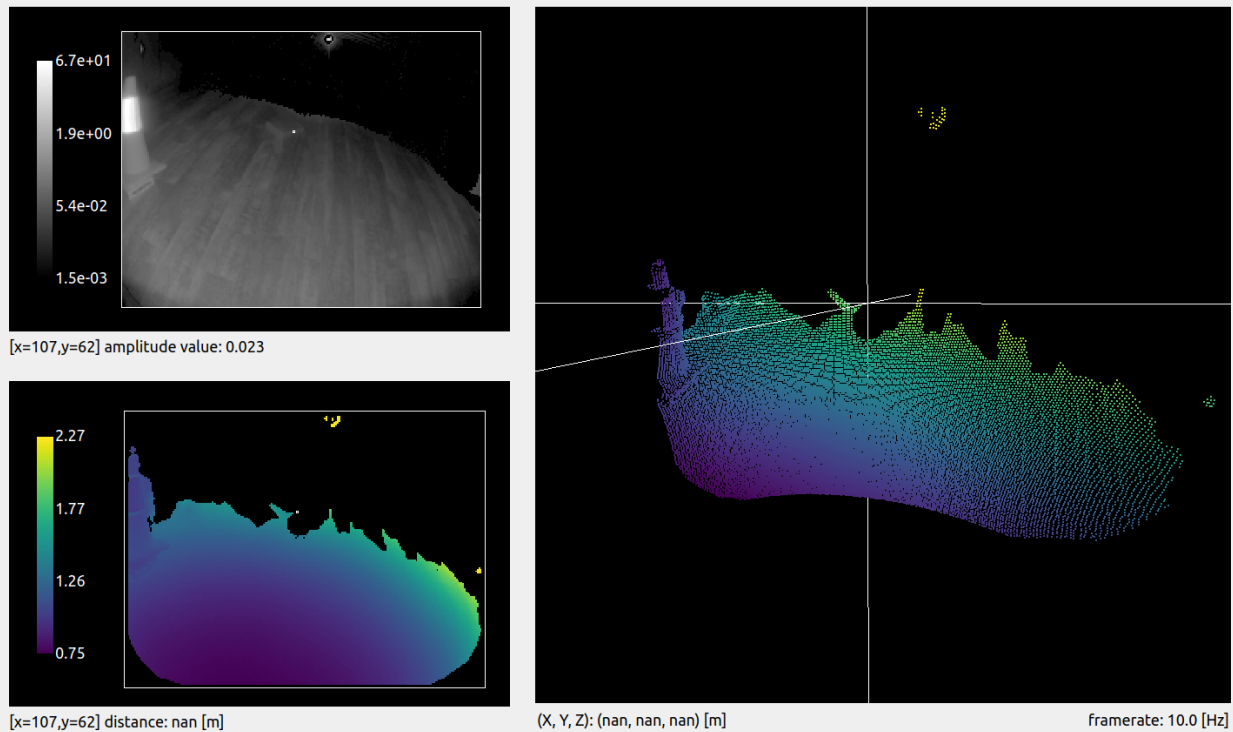 6.7e+01
1.9e+00
5.4e-02
1.5e-03
[x=107,y=62] amplitude value: 0.023
2.27
1.77
1.26
0.75
[x=107,y=62] distance: nan [m]
(X, Y, Z): (nan, nan, nan) [m]
framerate: 10.0 [Hz]